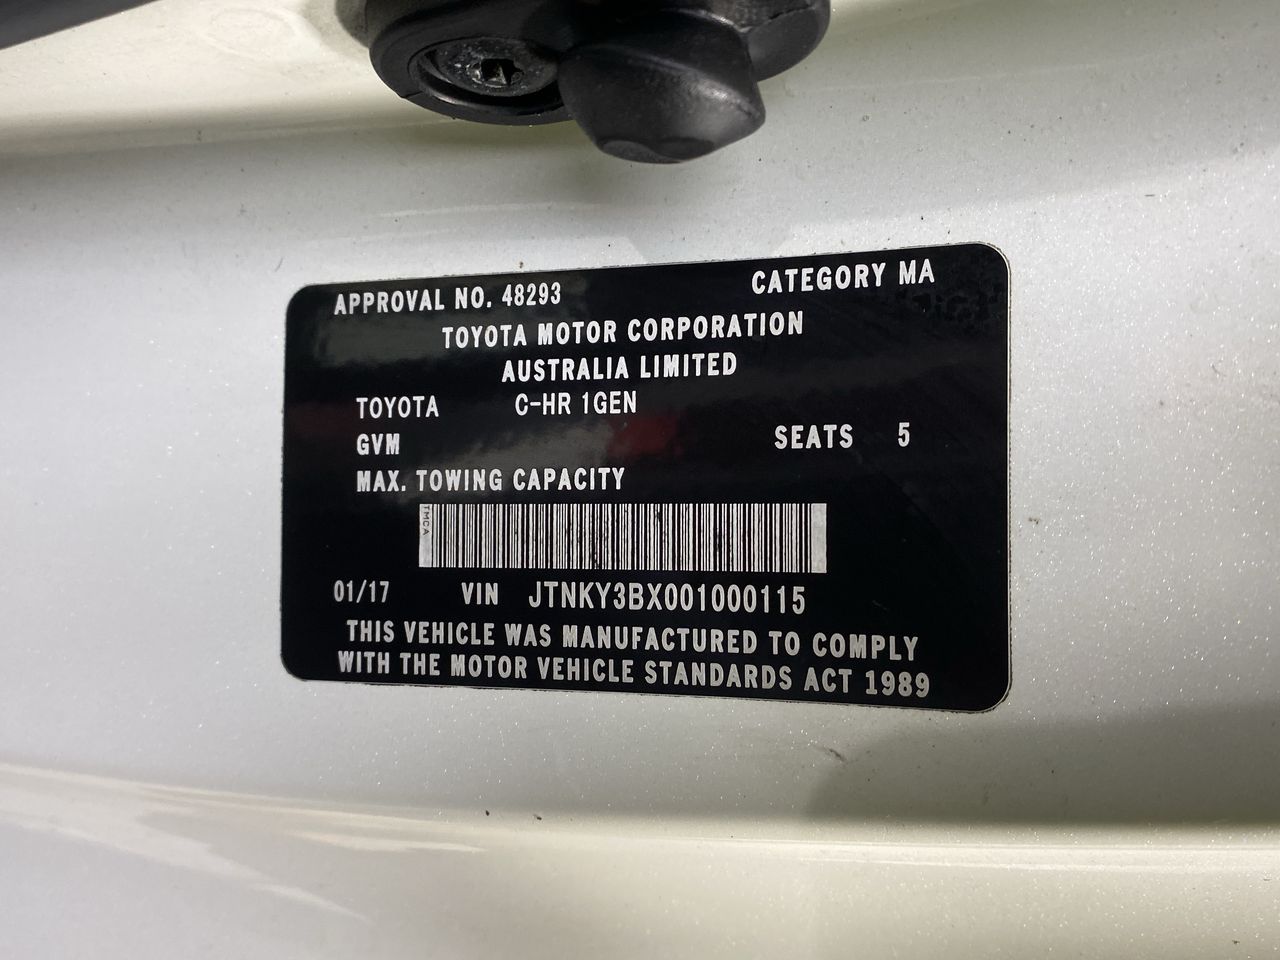 APPROVAL NO. 48293 CATEGORY MA
TOYOTA MOTOR CORPORATION
AUSTRALIA LIMITED
TOYOTA C-HR 1GEN
GVM SEATS 5
MAX. TOWING CAPACITY
TMCA
01/17 VIN JTNKY3BX001000115
THIS VEHICLE WAS MANUFACTURED TO COMPLY
WITH THE MOTOR VEHICLE STANDARDS ACT 1989